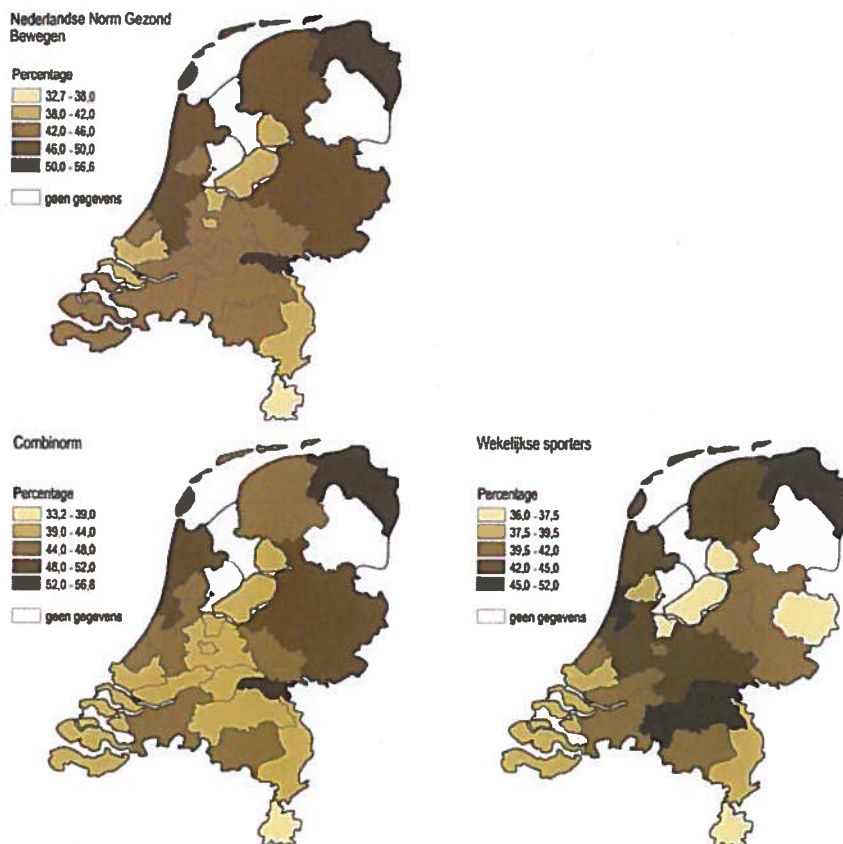 Nederlandse Norm Gezond
Bewegen
Percentage
32,7 - 38,0
38,0 - 42,0
42,0 - 46,0
46,0 - 50,0
50,0 - 56,6
geen gegevens
Combinorm
Percentage
33,2 - 39,0
39,0 - 44,0
44,0 - 48,0
48,0 - 52,0
52,0 - 56,8
geen gegevens
Wekelijkse sporters
Percentage
36,0 - 37,5
37,5 - 39,5
39,5 - 42,0
42,0 - 45,0
45,0 - 52,0
geen gegevens